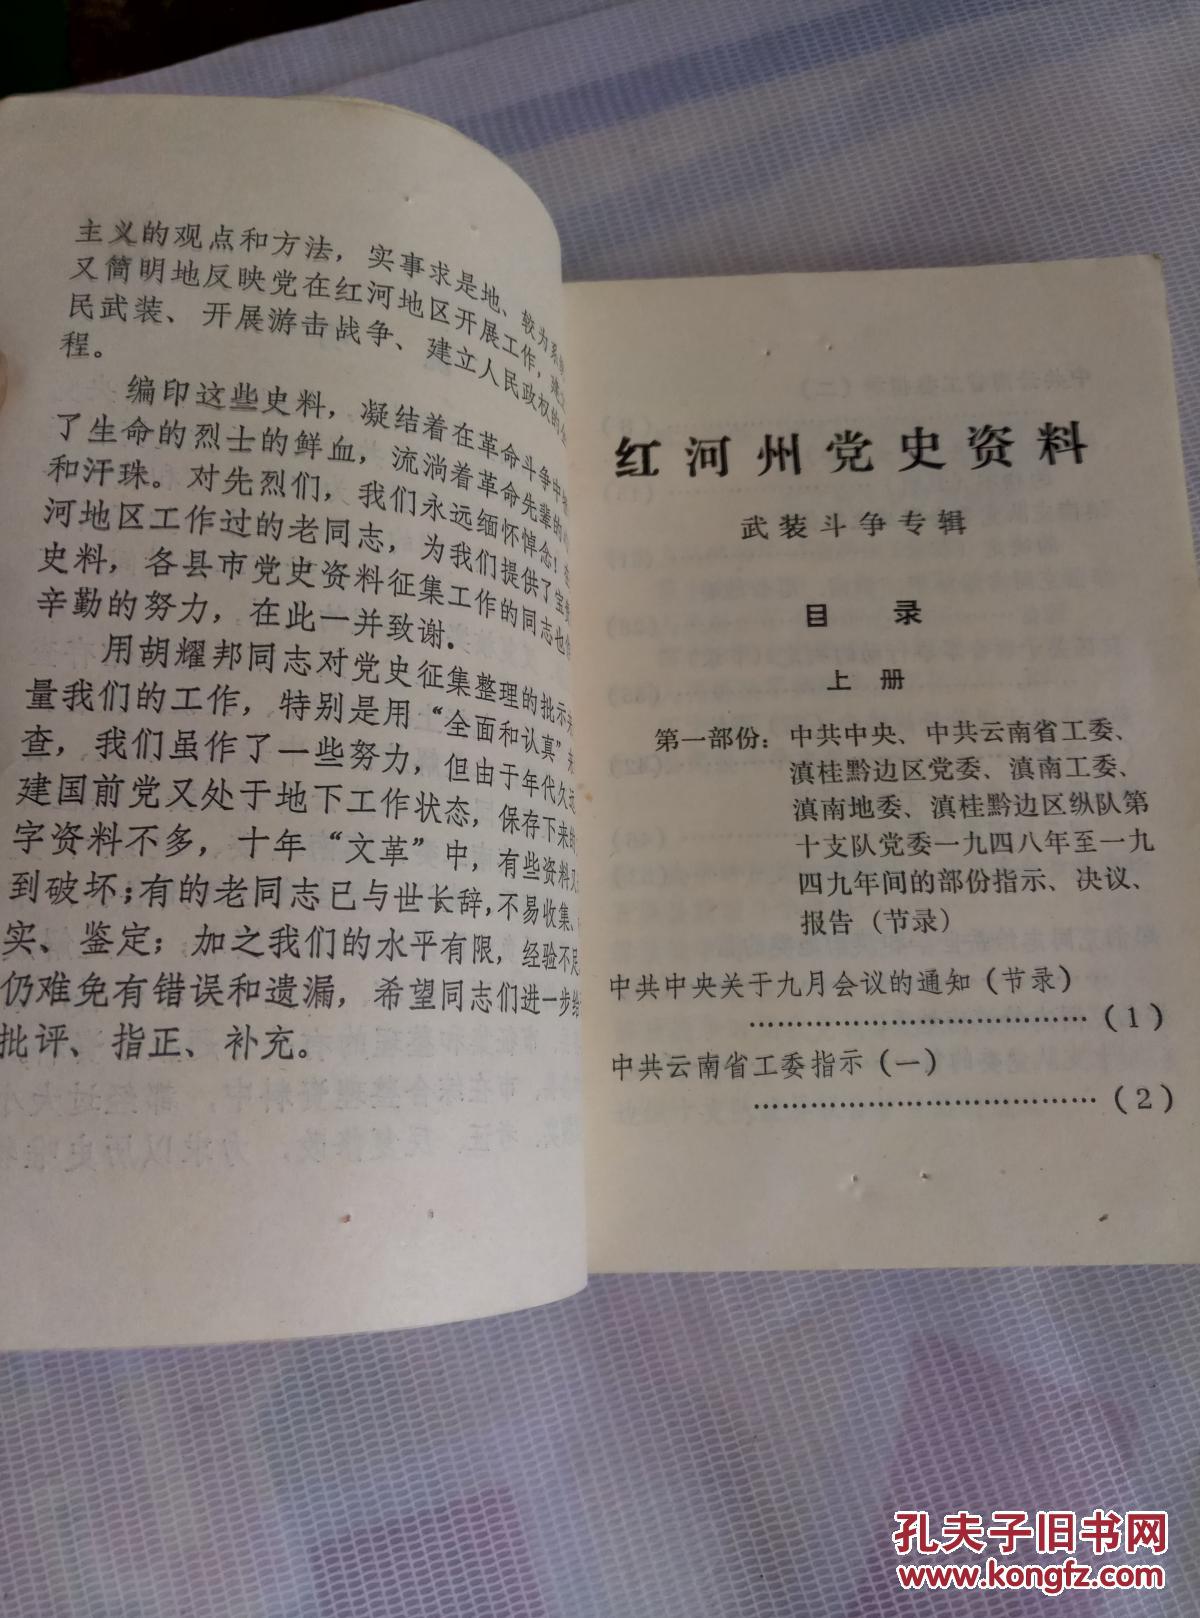 主义的观点和方法，实事求是地、较为系
又简明地反映党在红河地区开展工作，建立
民武装、开展游击战争、建立人民政权的全
程。
编印这些史料，凝结着在革命斗争中牺
了生命的烈士的鲜血，流淌着革命先辈的
和汗珠。对先烈们，我们永远缅怀悼念！在
河地区工作过的老同志，为我们提供了宝贵
史料，各县市党史资料征集工作的同志也
辛勤的努力，在此一并致谢。
用胡耀邦同志对党史征集整理的批示来
量我们的工作，特别是用“全面和认真”来
查，我们虽作了一些努力，但由于年代久远
建国前党又处于地下工作状态，保存下来的
字资料不多，十年“文革”中，有些资料又
到破坏；有的老同志已与世长辞，不易收集、
实、鉴定；加之我们的水平有限，经验不足
仍难免有错误和遗漏，希望同志们进一步给
批评、指正、补充。
红河州党史资料
武装斗争专辑
目录
上册
第一部份：中共中央、中共云南省工委、
滇桂黔边区党委、滇南工委、
滇南地委、滇桂黔边区纵队第
十支队党委一九四八年至一九
四九年间的部份指示、决议、
报告（节录）
中共中央关于九月会议的通知（节录）
……………………………（1）
中共云南省工委指示（一）
……………………………（2）
孔夫子旧书网
www.kongfz.com